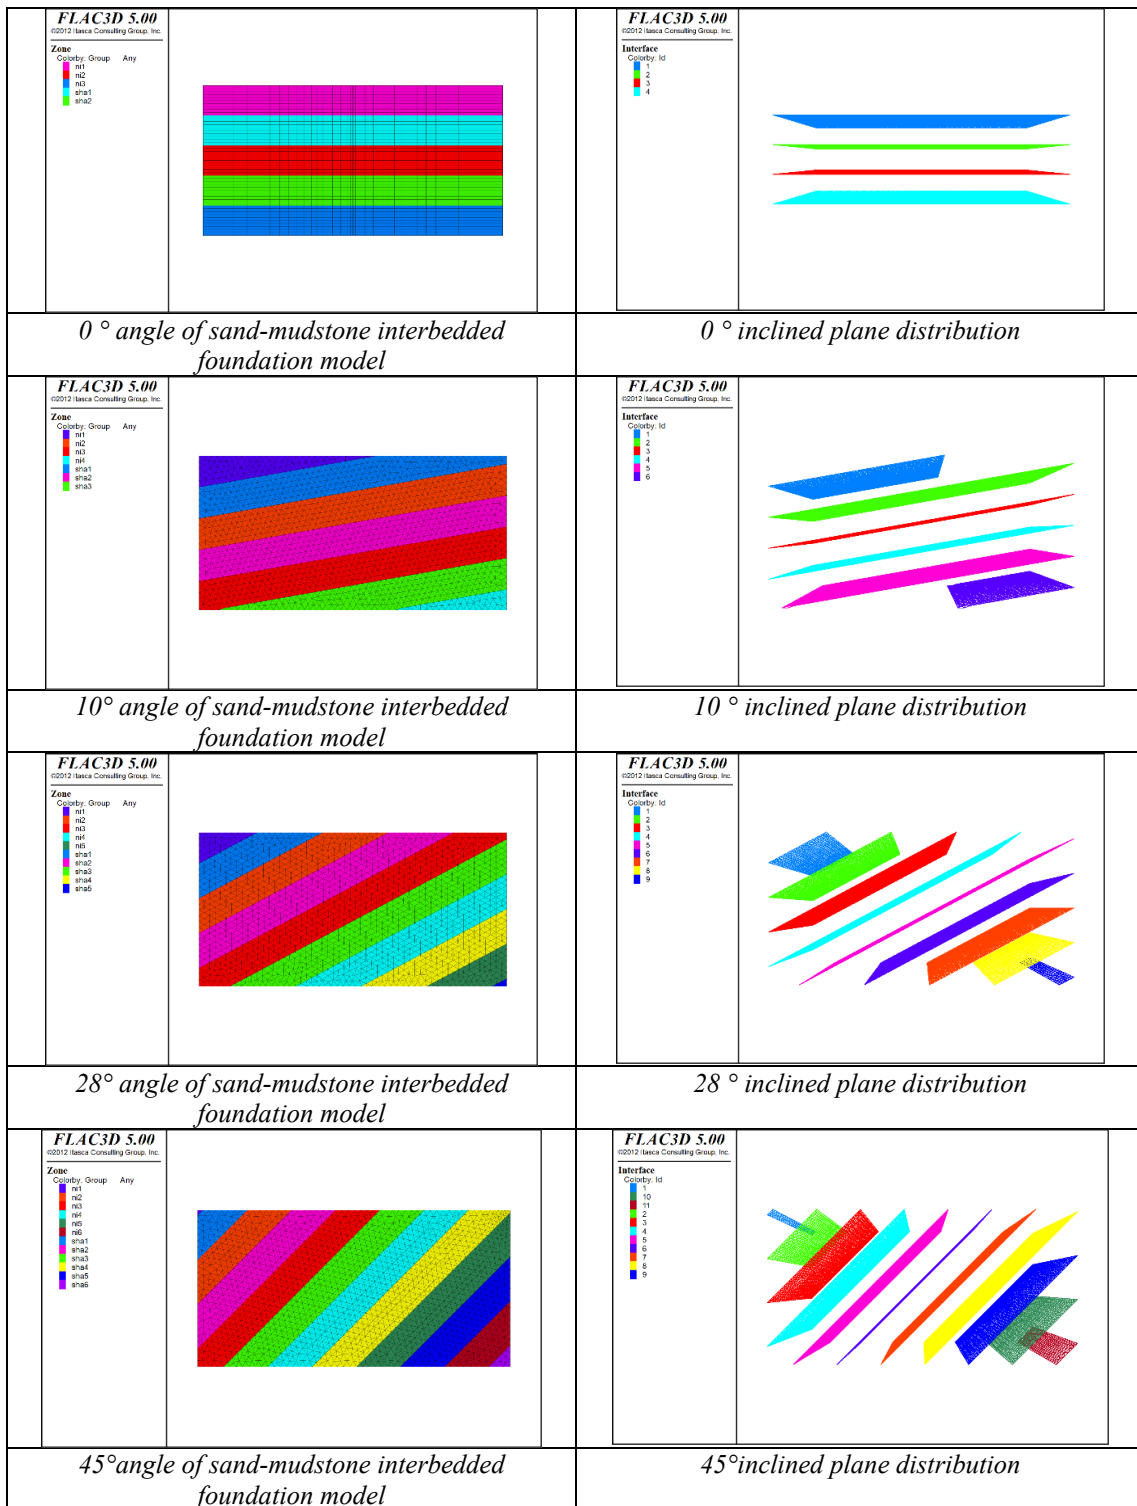 FLAC3D 5.00
©2012 Itasca Consulting Group, Inc.
Zone
Colorby: Group Any
ni1
ni2
ni3
sha1
sha2
FLAC3D 5.00
©2012 Itasca Consulting Group, Inc.
Interface
Colorby: Id
1
2
3
4
0 ° angle of sand-mudstone interbedded
foundation model
0 ° inclined plane distribution
FLAC3D 5.00
©2012 Itasca Consulting Group, Inc.
Zone
Colorby: Group Any
ni1
ni2
ni3
ni4
sha1
sha2
sha3
FLAC3D 5.00
©2012 Itasca Consulting Group, Inc.
Interface
Colorby: Id
1
2
3
4
5
6
10° angle of sand-mudstone interbedded
foundation model
10 ° inclined plane distribution
FLAC3D 5.00
©2012 Itasca Consulting Group, Inc.
Zone
Colorby: Group Any
ni1
ni2
ni3
ni4
ni5
sha1
sha2
sha3
sha4
sha5
FLAC3D 5.00
©2012 Itasca Consulting Group, Inc.
Interface
Colorby: Id
1
2
3
4
5
6
7
8
9
28° angle of sand-mudstone interbedded
foundation model
28 ° inclined plane distribution
FLAC3D 5.00
©2012 Itasca Consulting Group, Inc.
Zone
Colorby: Group Any
ni1
ni2
ni3
ni4
ni5
ni6
sha1
sha2
sha3
sha4
sha5
sha6
FLAC3D 5.00
©2012 Itasca Consulting Group, Inc.
Interface
Colorby: Id
1
10
11
2
3
4
5
6
7
8
9
45°angle of sand-mudstone interbedded
foundation model
45°inclined plane distribution